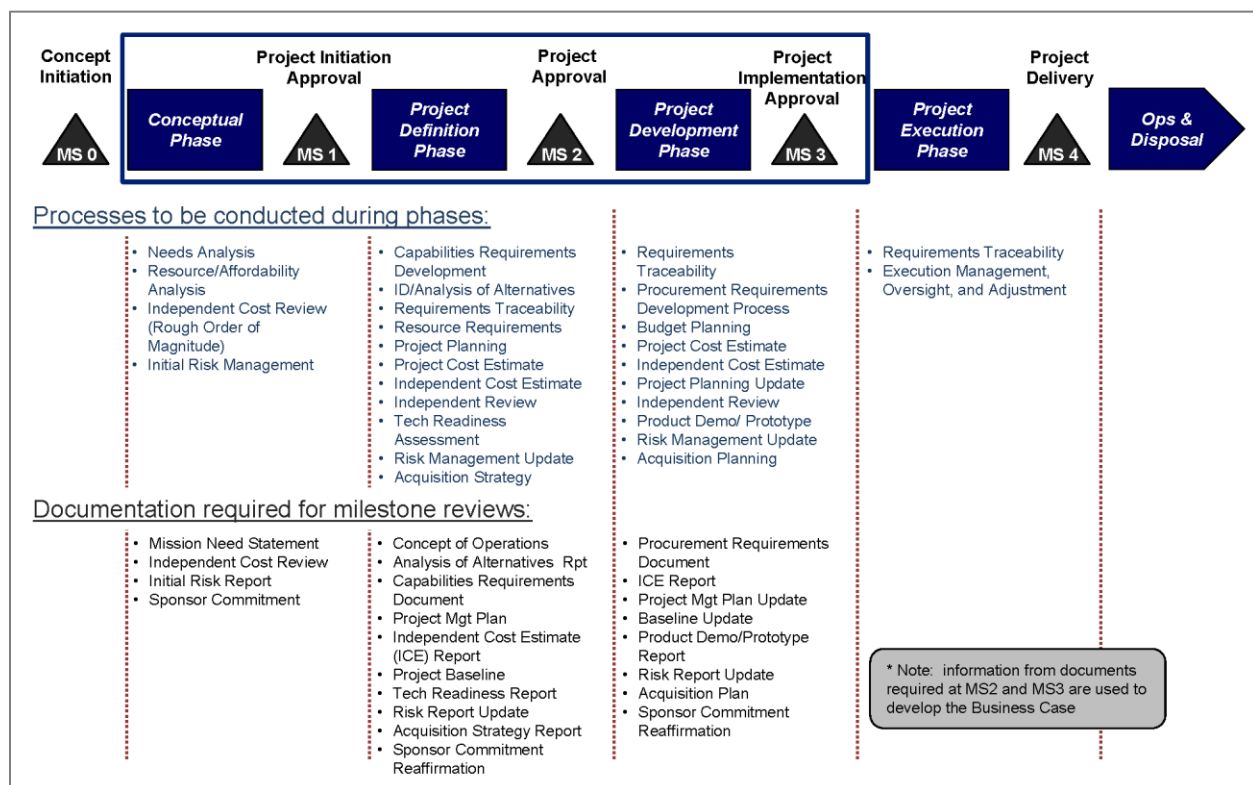 Concept
Initiation
Project Initiation
Approval
Project
Approval
Project
Implementation
Approval
Project
Delivery
MS 0
Conceptual
Phase
MS 1
Project
Definition
Phase
MS 2
Project
Development
Phase
MS 3
Project
Execution
Phase
MS 4
Ops &
Disposal
Processes to be conducted during phases:
• Needs Analysis
• Resource/Affordability
Analysis
• Independent Cost Review
(Rough Order of
Magnitude)
• Initial Risk Management
• Capabilities Requirements
Development
• ID/Analysis of Alternatives
• Requirements Traceability
• Resource Requirements
• Project Planning
• Project Cost Estimate
• Independent Cost Estimate
• Independent Review
• Tech Readiness
Assessment
• Risk Management Update
• Acquisition Strategy
• Requirements
Traceability
• Procurement Requirements
Development Process
• Budget Planning
• Project Cost Estimate
• Independent Cost Estimate
• Project Planning Update
• Independent Review
• Product Demo/ Prototype
• Risk Management Update
• Acquisition Planning
• Requirements Traceability
• Execution Management,
Oversight, and Adjustment
Documentation required for milestone reviews:
• Mission Need Statement
• Independent Cost Review
• Initial Risk Report
• Sponsor Commitment
• Concept of Operations
• Analysis of Alternatives Rpt
• Capabilities Requirements
Document
• Project Mgt Plan
• Independent Cost Estimate
(ICE) Report
• Project Baseline
• Tech Readiness Report
• Risk Report Update
• Acquisition Strategy Report
• Sponsor Commitment
Reaffirmation
• Procurement Requirements
Document
• ICE Report
• Project Mgt Plan Update
• Baseline Update
• Product Demo/Prototype
Report
• Risk Report Update
• Acquisition Plan
• Sponsor Commitment
Reaffirmation
* Note: information from documents
required at MS2 and MS3 are used to
develop the Business Case